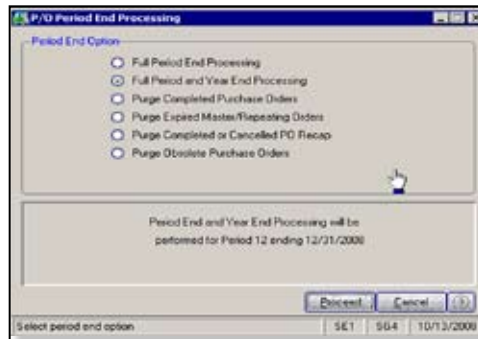 P/O Period End Processing
Period End Option
Full Period End Processing
Full Period and Year End Processing
Purge Completed Purchase Orders
Purge Expired Master/Repeating Orders
Purge Completed or Cancelled PO Recap
Purge Obsolete Purchase Orders
Period End and Year End Processing will be
performed for Period 12 ending 12/31/2008
Proceed Cancel
Select period end option SE1 SG4 10/13/2008